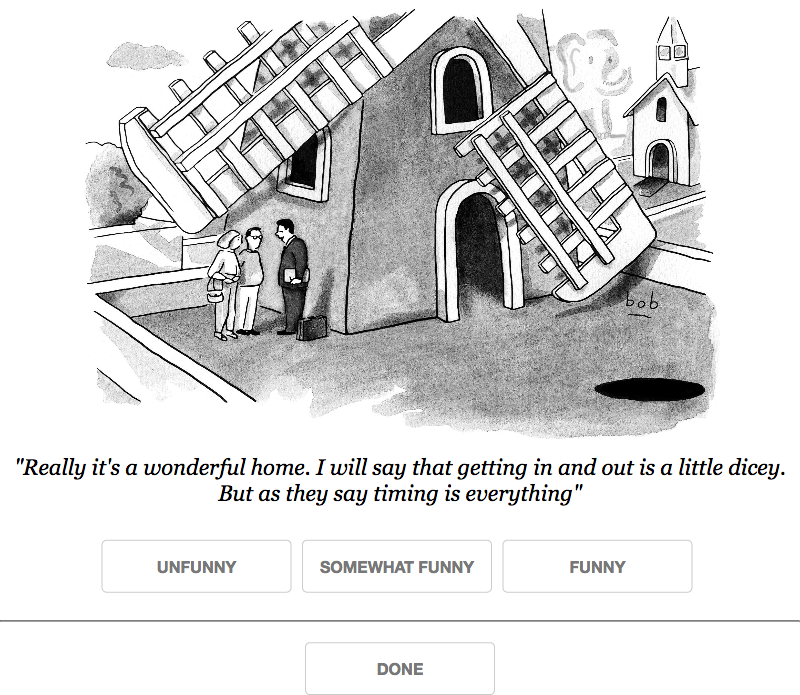 bob
"Really it's a wonderful home. I will say that getting in and out is a little dicey.
But as they say timing is everything"
UNFUNNY
SOMEWHAT FUNNY
FUNNY
DONE